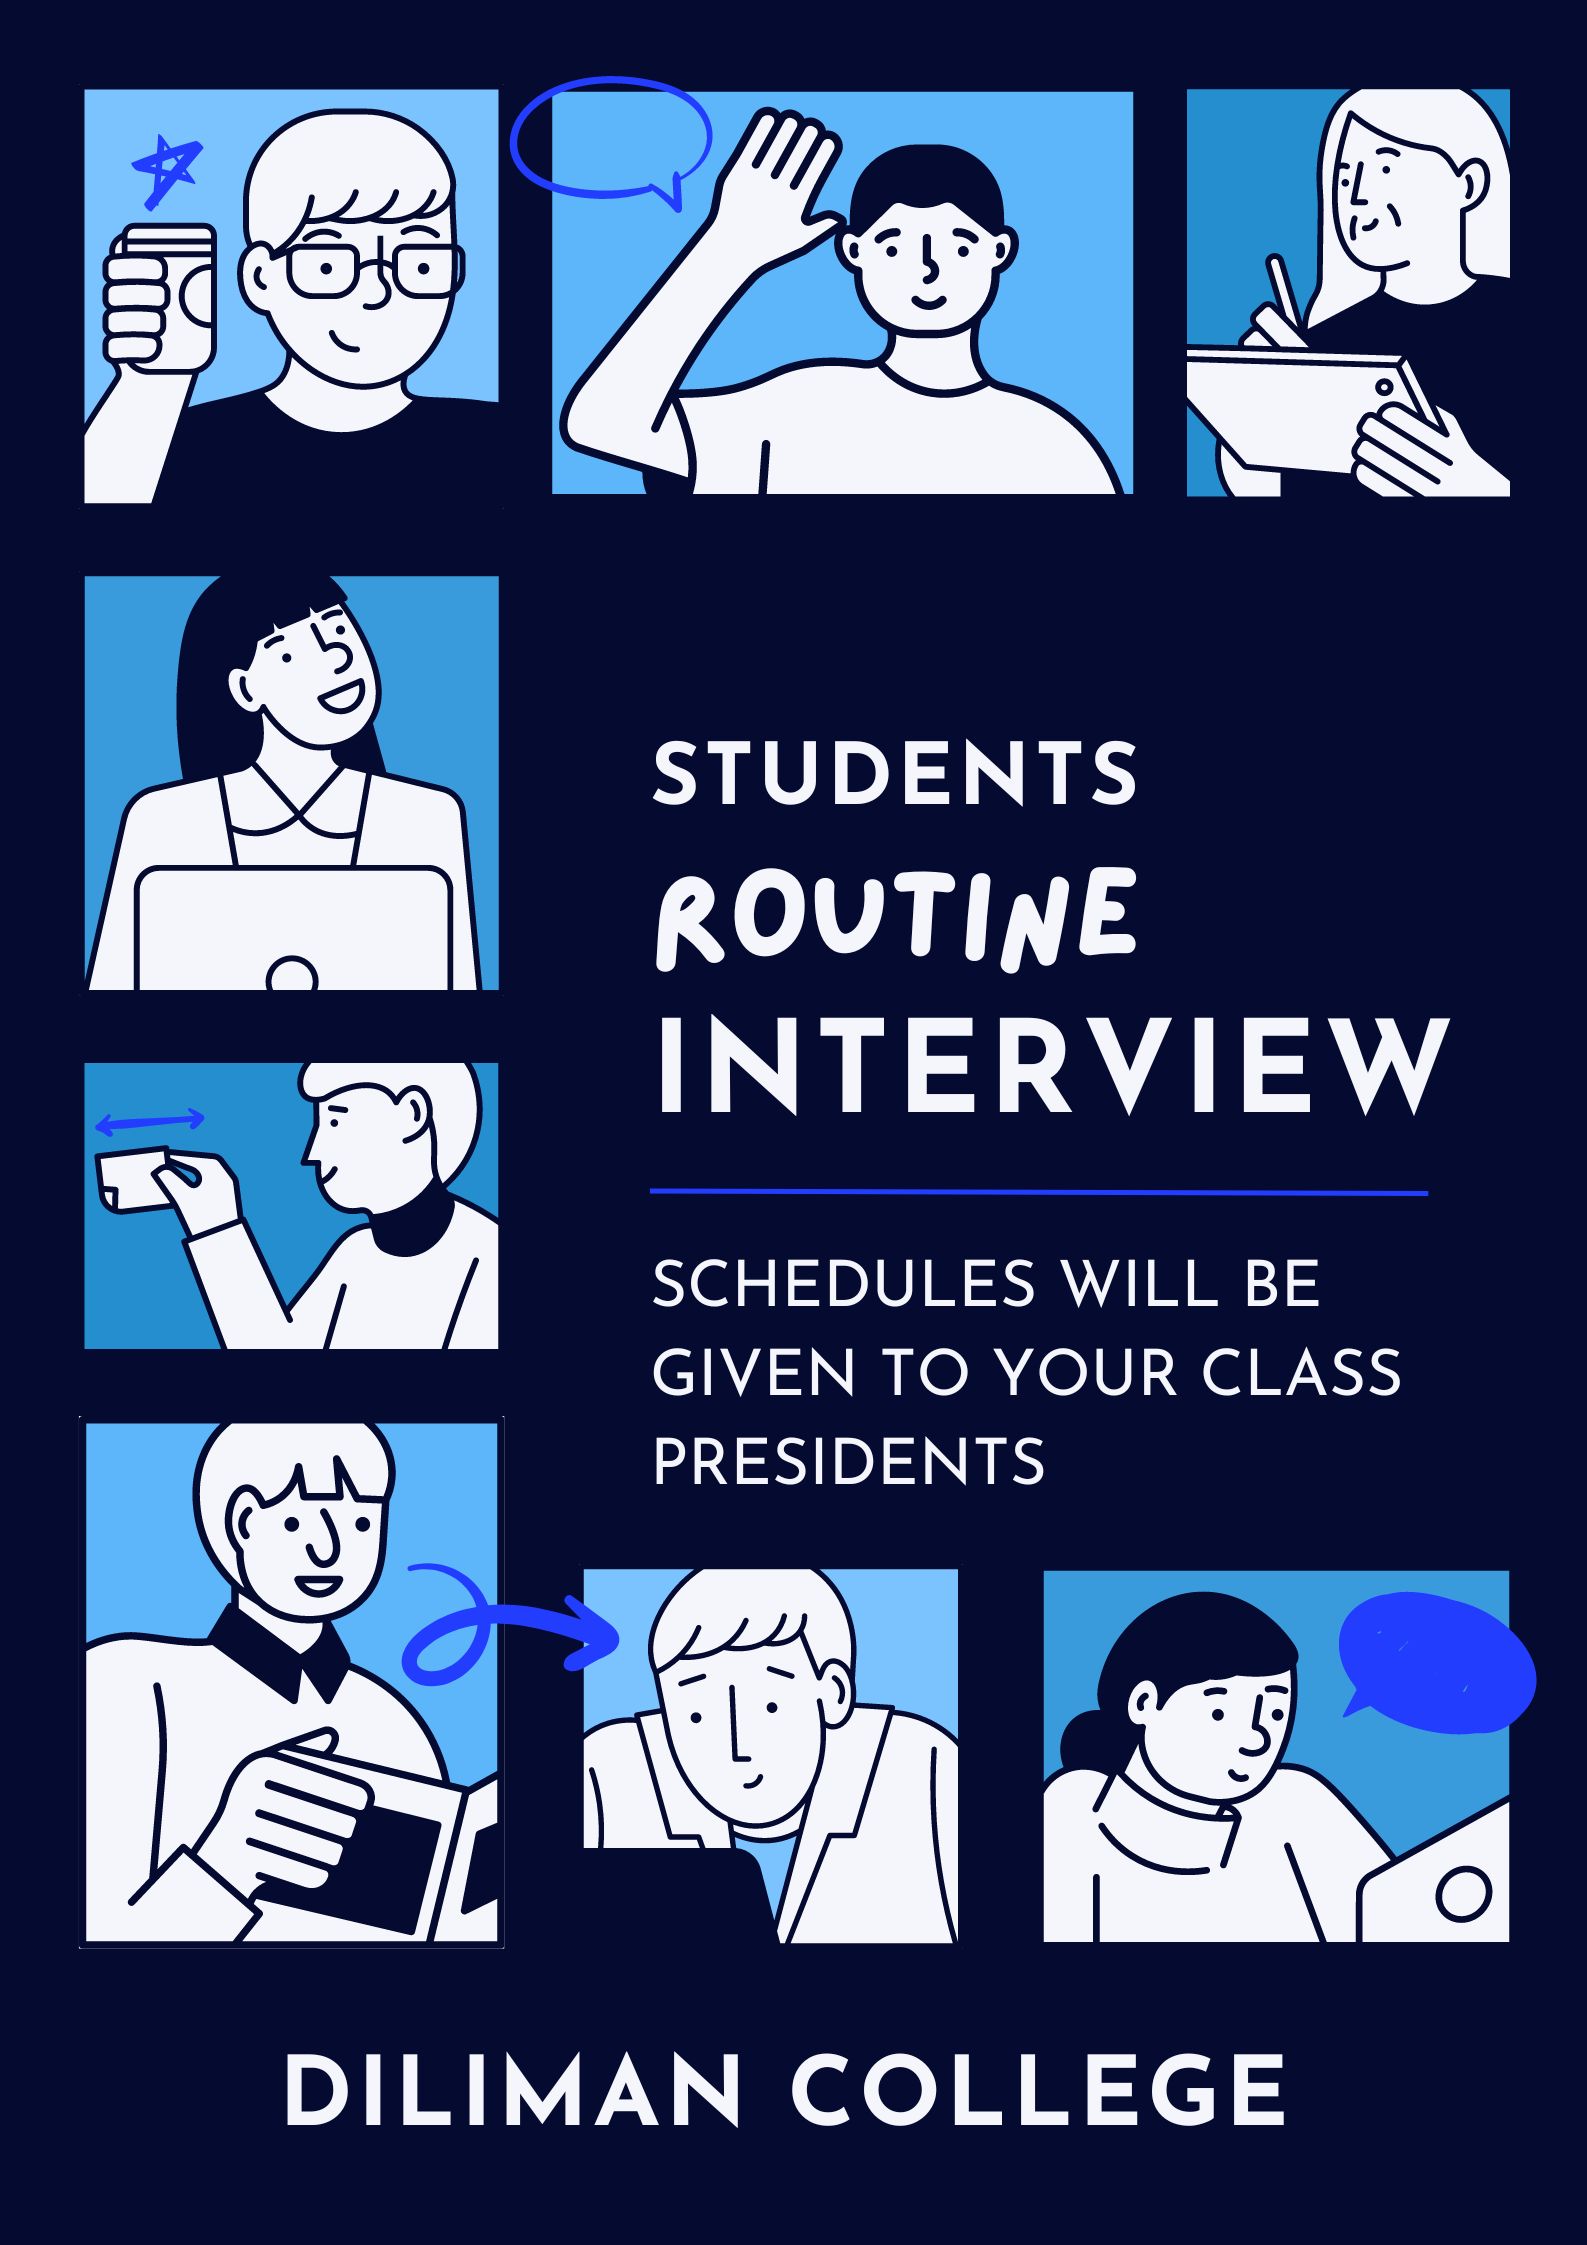 STUDENTS
ROUTINE
INTERVIEW
SCHEDULES WILL BE
GIVEN TO YOUR CLASS
PRESIDENTS
DILIMAN COLLEGE